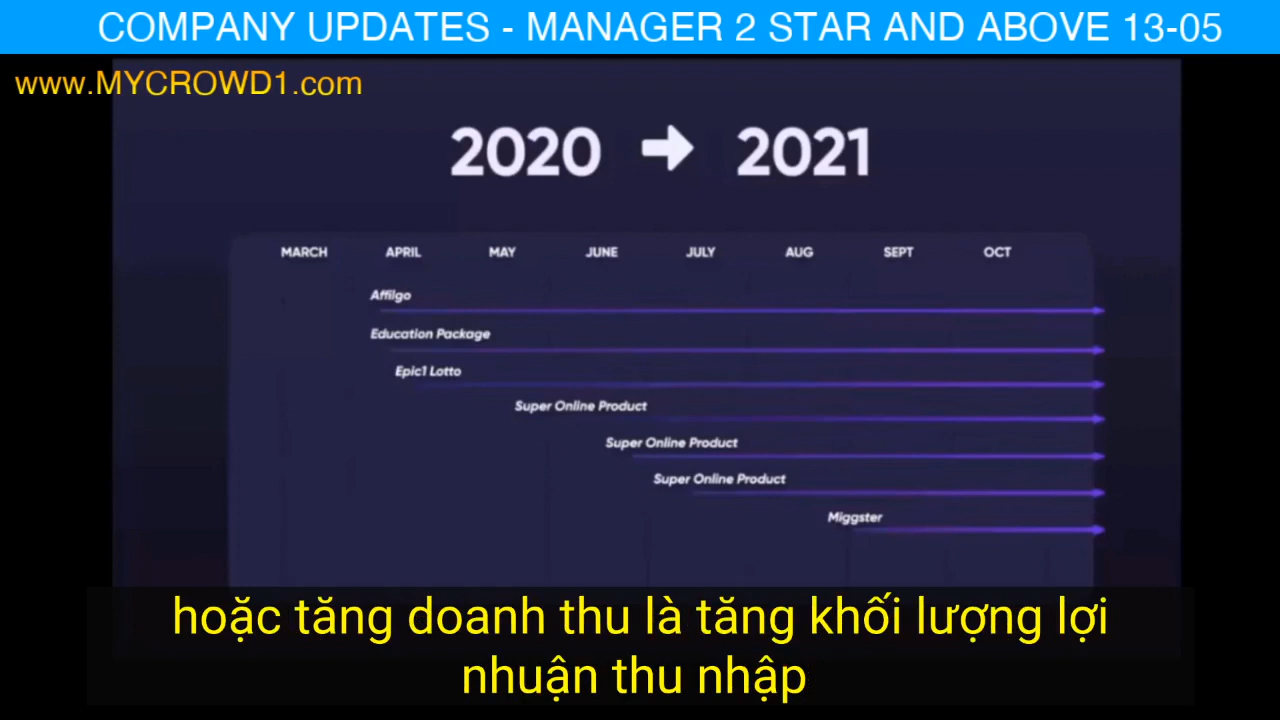 COMPANY UPDATES - MANAGER 2 STAR AND ABOVE 13-05
www.MYCROWD1.com
2020 2021
MARCH APRIL MAY JUNE JULY AUG SEPT OCT
Affilgo
Education Package
Epic1 Lotto
Super Online Product
Super Online Product
Super Online Product
Miggster
hoặc tăng doanh thu là tăng khối lượng lợi
nhuận thu nhập